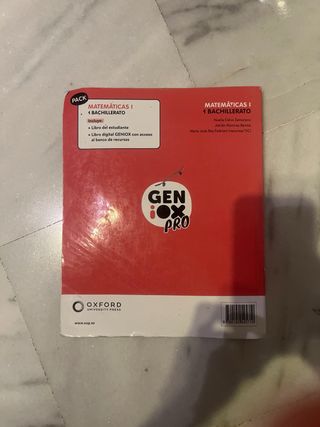 PACK
MATEMÁTICAS I
1 BACHILLERATO
Incluye:
• Libro del estudiante
• Libro digital GENiOX con acceso
al banco de recursos
MATEMÁTICAS I
1 BACHILLERATO
GEN
iOX
PRO
OXFORD
UNIVERSITY PRESS
www.oup.es